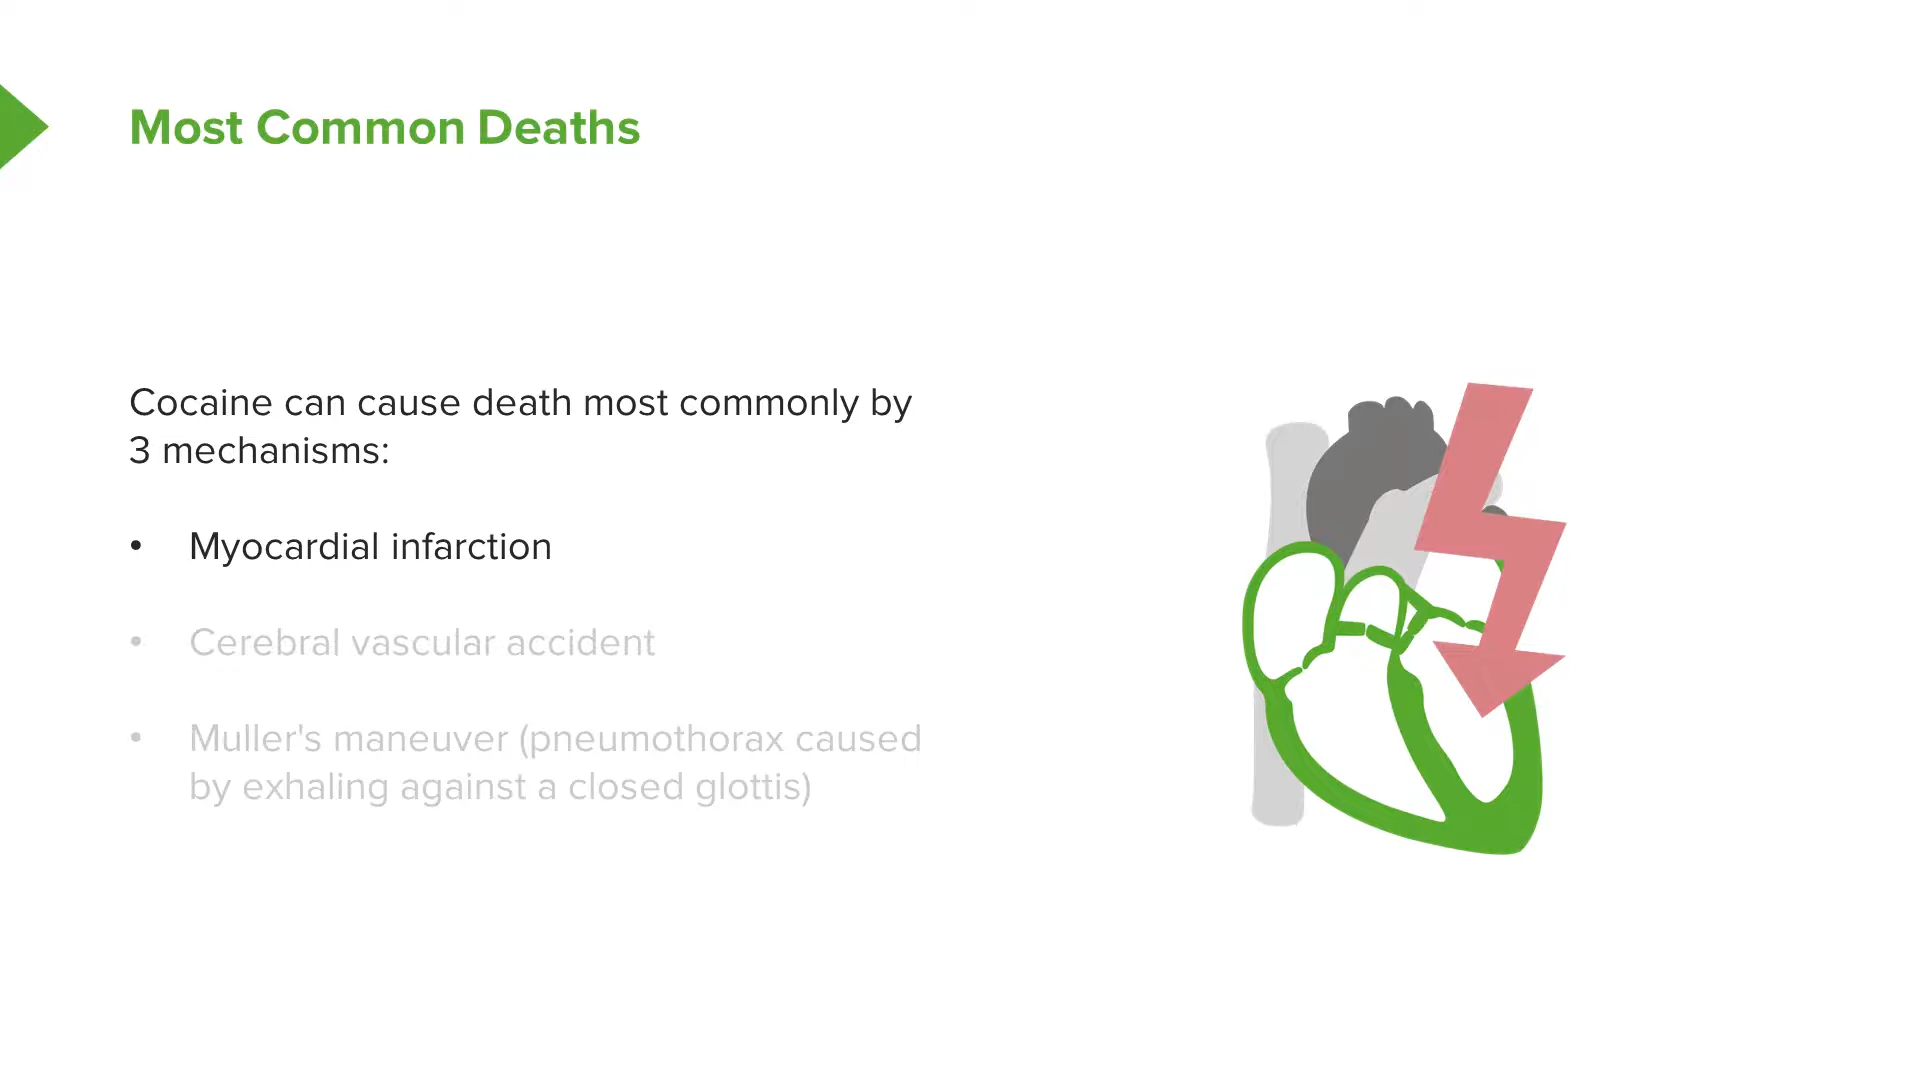 Most Common Deaths
Cocaine can cause death most commonly by
3 mechanisms:
• Myocardial infarction
• Cerebral vascular accident
• Muller's maneuver (pneumothorax caused
by exhaling against a closed glottis)